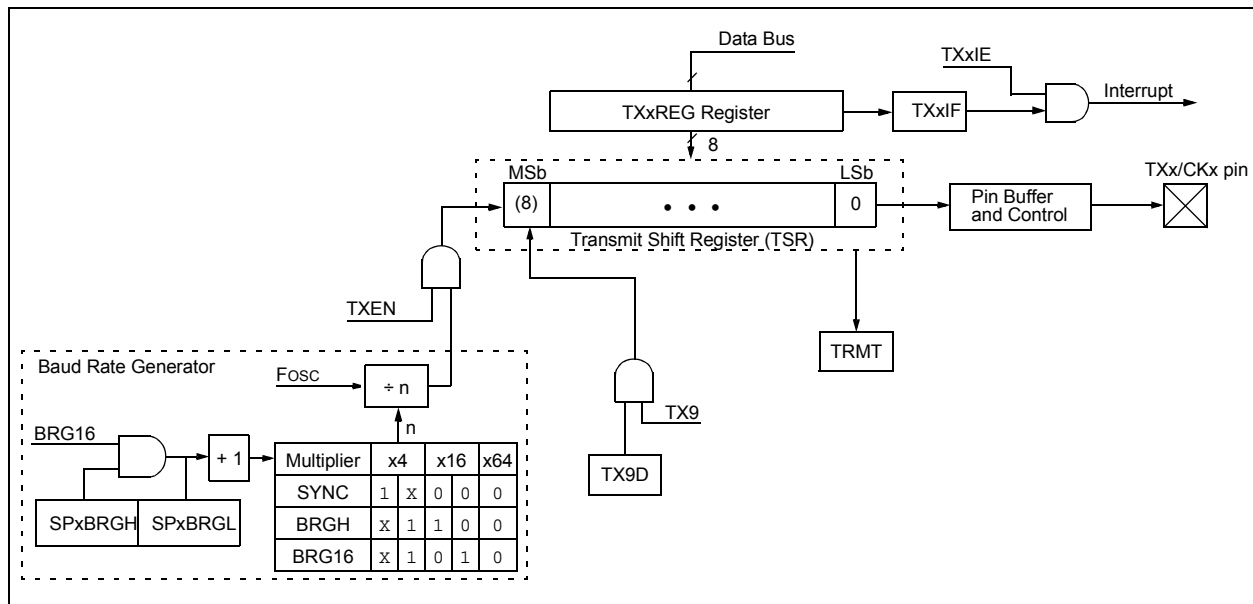 Data Bus
TXxIE
Interrupt
TXxREG Register
TXxIF
8
MSb
LSb
TXx/CKx pin
(8)
• • •
0
Pin Buffer
and Control
Transmit Shift Register (TSR)
TXEN
TRMT
Baud Rate Generator
FOSC
÷ n
TX9
BRG16
n
+ 1
Multiplier x4 x16 x64
TX9D
SYNC 1 X 0 0 0
SPxBRGH SPxBRGL
BRGH X 1 1 0 0
BRG16 X 1 0 1 0